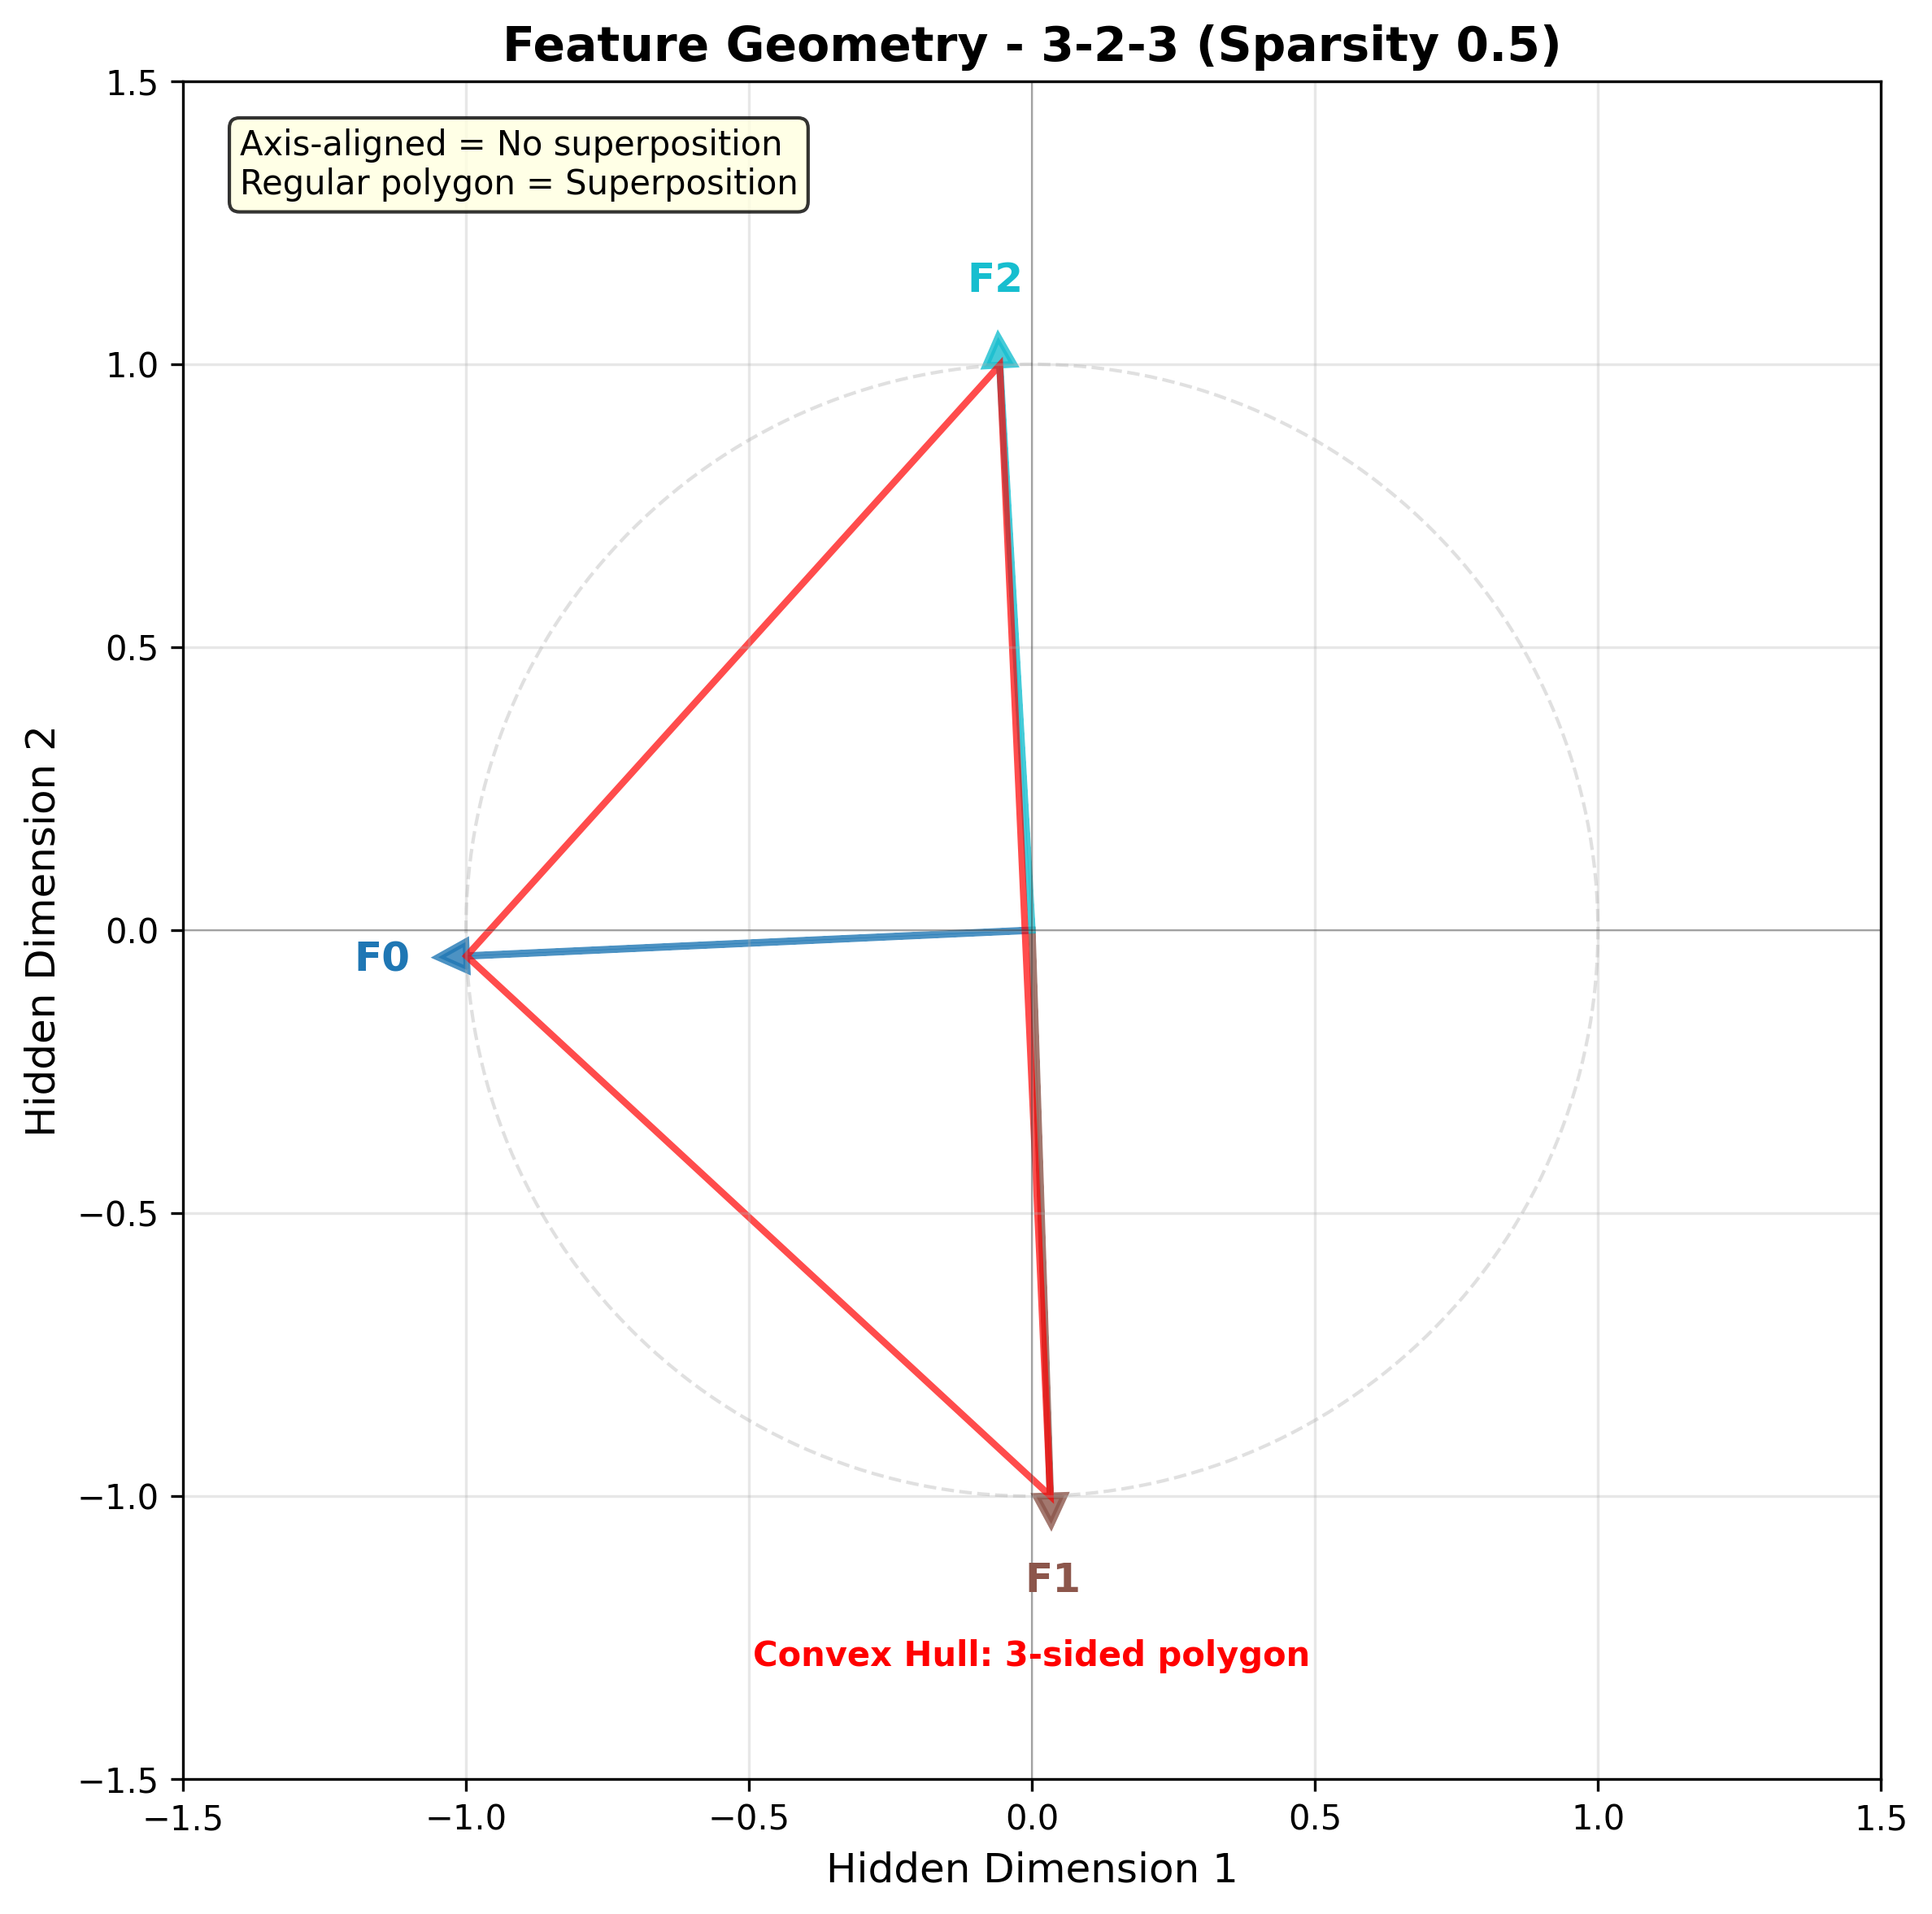 Feature Geometry - 3-2-3 (Sparsity 0.5)
1.5
Axis-aligned = No superposition
Regular polygon = Superposition
F2
1.0
0.5
Hidden Dimension 2
0.0
F0
−0.5
−1.0
F1
Convex Hull: 3-sided polygon
−1.5
−1.5 −1.0 −0.5 0.0 0.5 1.0 1.5
Hidden Dimension 1